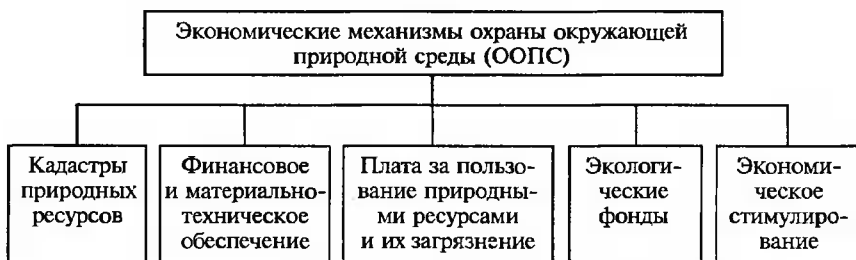 Экономические механизмы охраны окружающей
природной среды (ООПС)
Кадастры
природных
ресурсов
Финансовое
и материально-
техническое
обеспечение
Плата за пользо-
вание природны-
ми ресурсами
и их загрязнение
Экологи-
ческие
фонды
Экономи-
ческое
стимулиро-
вание